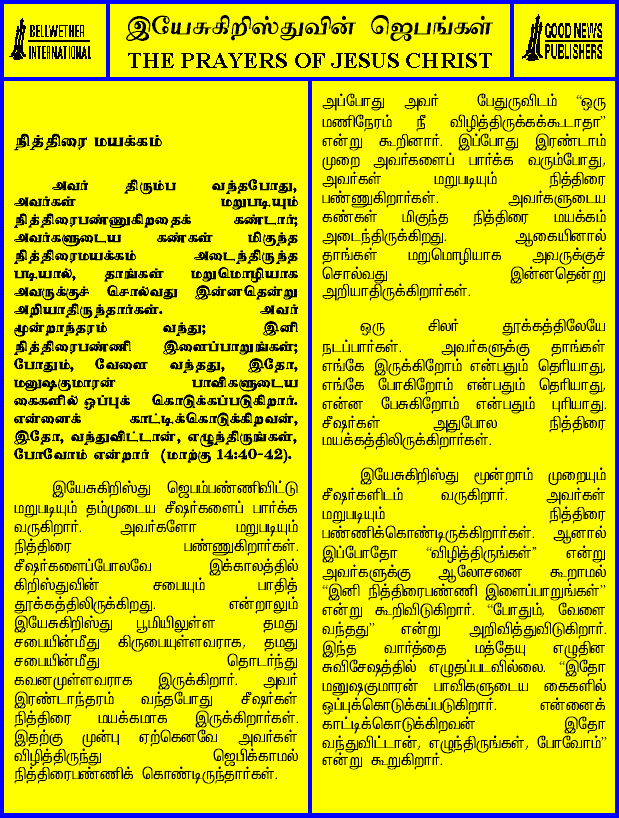 BELLWETHER
INTERNATIONAL
இயேசுகிறிஸ்துவின் ஜெபங்கள்
THE PRAYERS OF JESUS CHRIST
GOOD NEWS
PUBLISHERS
நித்திரை மயக்கம்
அவர் திரும்ப வந்தபோது,
அவர்கள் மறுபடியும்
நித்திரைபண்ணுகிறதைக் கண்டார்;
அவர்களுடைய கண்கள் மிகுந்த
நித்திரைமயக்கம் அடைந்திருந்த
படியால், தாங்கள் மறுமொழியாக
அவருக்குச் சொல்வது இன்னதென்று
அறியாதிருந்தார்கள். அவர்
மூன்றாந்தரம் வந்து; இனி
நித்திரைபண்ணி இளைப்பாறுங்கள்;
போதும், வேளை வந்தது, இதோ,
மனுஷகுமாரன் பாவிகளுடைய
கைகளில் ஒப்புக் கொடுக்கப்படுகிறார்.
என்னைக் காட்டிக்கொடுக்கிறவன்,
இதோ, வந்துவிட்டான், எழுந்திருங்கள்,
போவோம் என்றார் (மாற்கு 14:40-42).
இயேசுகிறிஸ்து ஜெபம்பண்ணிவிட்டு
மறுபடியும் தம்முடைய சீஷர்களைப் பார்க்க
வருகிறார். அவர்களோ மறுபடியும்
நித்திரை பண்ணுகிறார்கள்.
சீஷர்களைப்போலவே இக்காலத்தில்
கிறிஸ்துவின் சபையும் பாதித்
தூக்கத்திலிருக்கிறது. என்றாலும்
இயேசுகிறிஸ்து பூமியிலுள்ள தமது
சபையின்மீது கிருபையுள்ளவராக, தமது
சபையின்மீது தொடர்ந்து
கவனமுள்ளவராக இருக்கிறார். அவர்
இரண்டாந்தரம் வந்தபோது சீஷர்கள்
நித்திரை மயக்கமாக இருக்கிறார்கள்.
இதற்கு முன்பு ஏற்கெனவே அவர்கள்
விழித்திருந்து ஜெபிக்காமல்
நித்திரைபண்ணிக் கொண்டிருந்தார்கள்.
அப்போது அவர் பேதுருவிடம் “ஒரு
மணிநேரம் நீ விழித்திருக்கக்கூடாதா”
என்று கூறினார். இப்போது இரண்டாம்
முறை அவர்களைப் பார்க்க வரும்போது,
அவர்கள் மறுபடியும் நித்திரை
பண்ணுகிறார்கள். அவர்களுடைய
கண்கள் மிகுந்த நித்திரை மயக்கம்
அடைந்திருக்கிறது. ஆகையினால்
தாங்கள் மறுமொழியாக அவருக்குச்
சொல்வது இன்னதென்று
அறியாதிருக்கிறார்கள்.
ஒரு சிலர் தூக்கத்திலேயே
நடப்பார்கள். அவர்களுக்கு தாங்கள்
எங்கே இருக்கிறோம் என்பதும் தெரியாது,
எங்கே போகிறோம் என்பதும் தெரியாது,
என்ன பேசுகிறோம் என்பதும் புரியாது.
சீஷர்கள் அதுபோல நித்திரை
மயக்கத்திலிருக்கிறார்கள்.
இயேசுகிறிஸ்து மூன்றாம் முறையும்
சீஷர்களிடம் வருகிறார். அவர்கள்
மறுபடியும் நித்திரை
பண்ணிக்கொண்டிருக்கிறார்கள். ஆனால்
இப்போதோ “விழித்திருங்கள்” என்று
அவர்களுக்கு ஆலோசனை கூறாமல்
“இனி நித்திரைபண்ணி இளைப்பாறுங்கள்”
என்று கூறிவிடுகிறார். “போதும், வேளை
வந்தது” என்று அறிவித்துவிடுகிறார்.
இந்த வார்த்தை மத்தேயு எழுதின
சுவிசேஷத்தில் எழுதப்படவில்லை. “இதோ
மனுஷகுமாரன் பாவிகளுடைய கைகளில்
ஒப்புக்கொடுக்கப்படுகிறார். என்னைக்
காட்டிக்கொடுக்கிறவன் இதோ
வந்துவிட்டான், எழுந்திருங்கள், போவோம்”
என்று கூறுகிறார்.